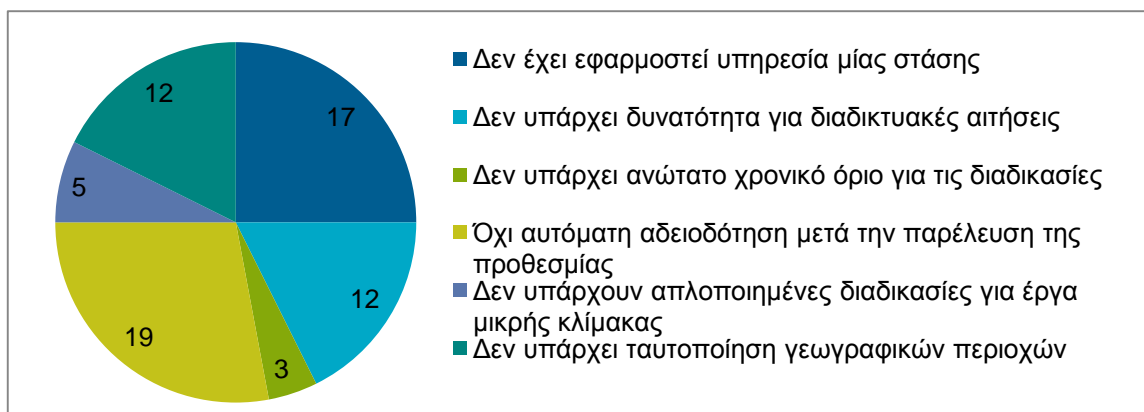 12
17
5
12
19
3
Δεν έχει εφαρμοστεί υπηρεσία μίας στάσης
Δεν υπάρχει δυνατότητα για διαδικτυακές αιτήσεις
Δεν υπάρχει ανώτατο χρονικό όριο για τις διαδικασίες
Όχι αυτόματη αδειοδότηση μετά την παρέλευση της
προθεσμίας
Δεν υπάρχουν απλοποιημένες διαδικασίες για έργα
μικρής κλίμακας
Δεν υπάρχει ταυτοποίηση γεωγραφικών περιοχών